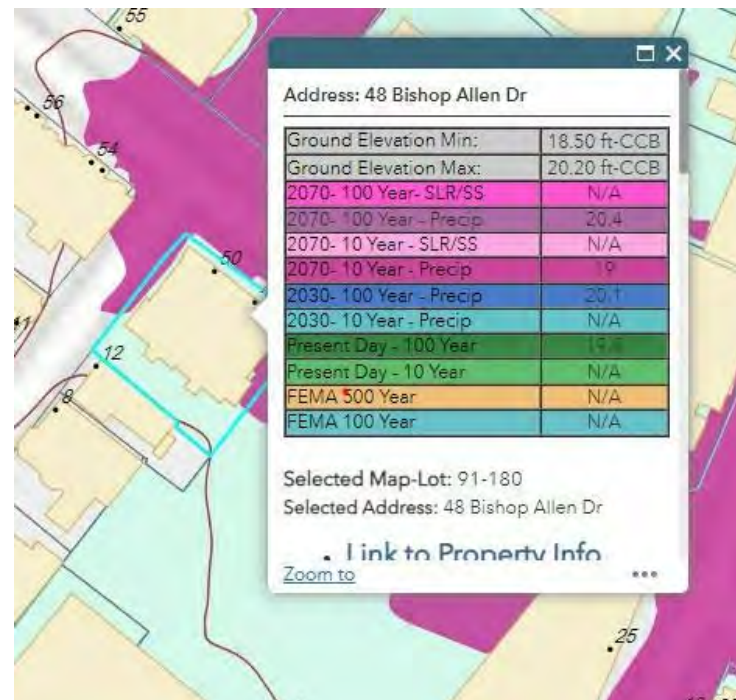 55
56
54
50
12
8
Address: 48 Bishop Allen Dr
Ground Elevation Min: 18.50 ft-CCB
Ground Elevation Max: 20.20 ft-CCB
2070- 100 Year- SLR/SS N/A
2070- 100 Year - Precip 20.4
2070- 10 Year - SLR/SS N/A
2070- 10 Year - Precip 19
2030- 100 Year - Precip 20.1
2030- 10 Year - Precip N/A
Present Day - 100 Year
Present Day - 10 Year N/A
FEMA 500 Year N/A
FEMA 100 Year N/A
Selected Map-Lot: 91-180
Selected Address: 48 Bishop Allen Dr
• Link to Property Info
Zoom to
25